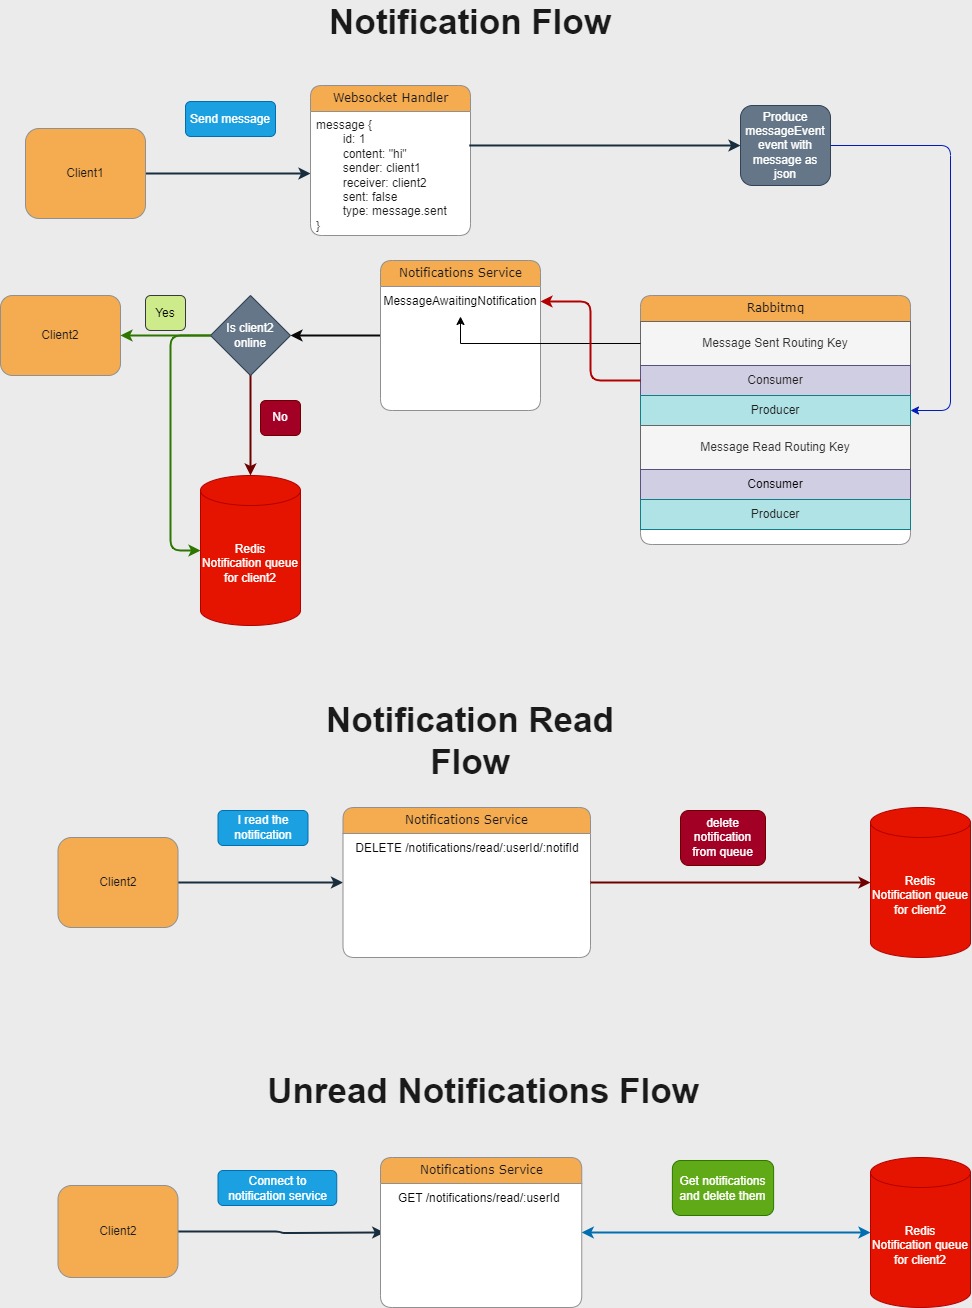 Notification Flow
Send message
Client1
Websocket Handler
message {
id: 1
content: "hi"
sender: client1
receiver: client2
sent: false
type: message.sent
}
Produce
messageEvent
event with
message as
json
Client2
Yes
Is client2
online
No
Notifications Service
MessageAwaitingNotification
Rabbitmq
Message Sent Routing Key
Consumer
Producer
Message Read Routing Key
Consumer
Producer
Redis
Notification queue
for client2
Notification Read
Flow
Client2
I read the
notification
Notifications Service
DELETE /notifications/read/:userId/:notifId
delete
notification
from queue
Redis
Notification queue
for client2
Unread Notifications Flow
Client2
Connect to
notification service
Notifications Service
GET /notifications/read/:userId
Get notifications
and delete them
Redis
Notification queue
for client2